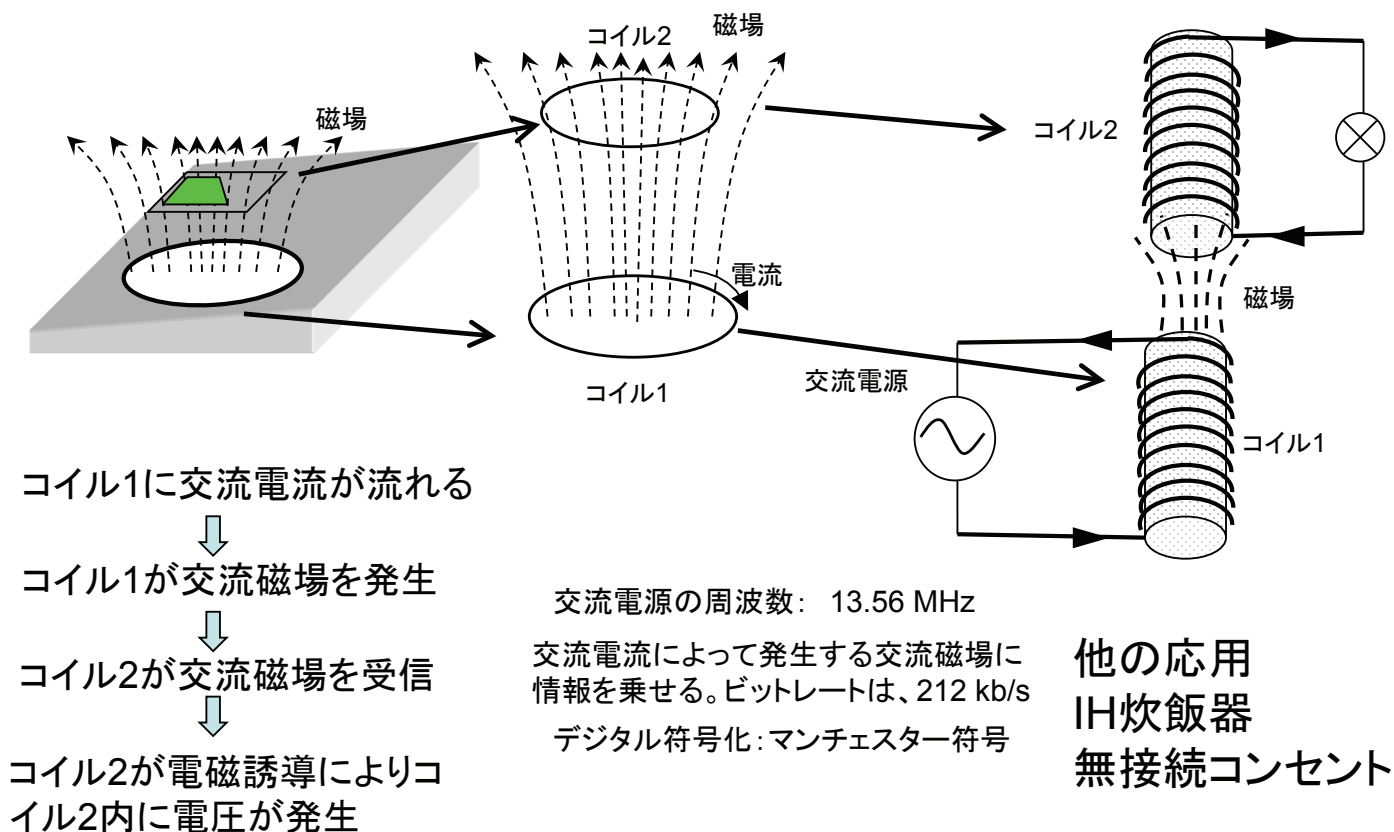 コイル2
磁場
磁場
コイル2
電流
磁場
コイル1
交流電源
コイル1
コイル1に交流電流が流れる
コイル1が交流磁場を発生
コイル2が交流磁場を受信
コイル2が電磁誘導によりコ
イル2内に電圧が発生
交流電源の周波数： 13.56 MHz
交流電流によって発生する交流磁場に
情報を乗せる。ビットレートは、212 kb/s
デジタル符号化：マンチェスター符号
他の応用
IH炊飯器
無接続コンセント